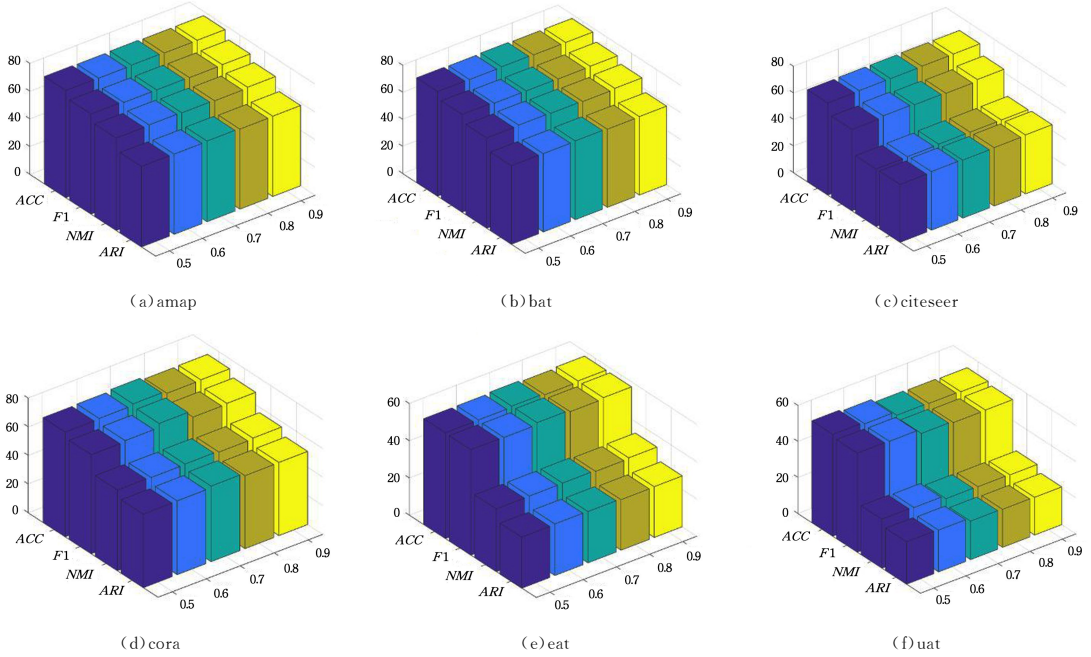 80
60
40
20
0
ACC
F1
NMI
ARI
0.5
0.6
0.7
0.8
0.9
(a)amap
80
60
40
20
0
ACC
F1
NMI
ARI
0.5
0.6
0.7
0.8
0.9
(b)bat
80
60
40
20
0
ACC
F1
NMI
ARI
0.5
0.6
0.7
0.8
0.9
(c)citeseer
80
60
40
20
0
ACC
F1
NMI
ARI
0.5
0.6
0.7
0.8
0.9
(d)cora
60
40
20
0
ACC
F1
NMI
ARI
0.5
0.6
0.7
0.8
0.9
(e)eat
60
40
20
0
ACC
F1
NMI
ARI
0.5
0.6
0.7
0.8
0.9
(f)uat